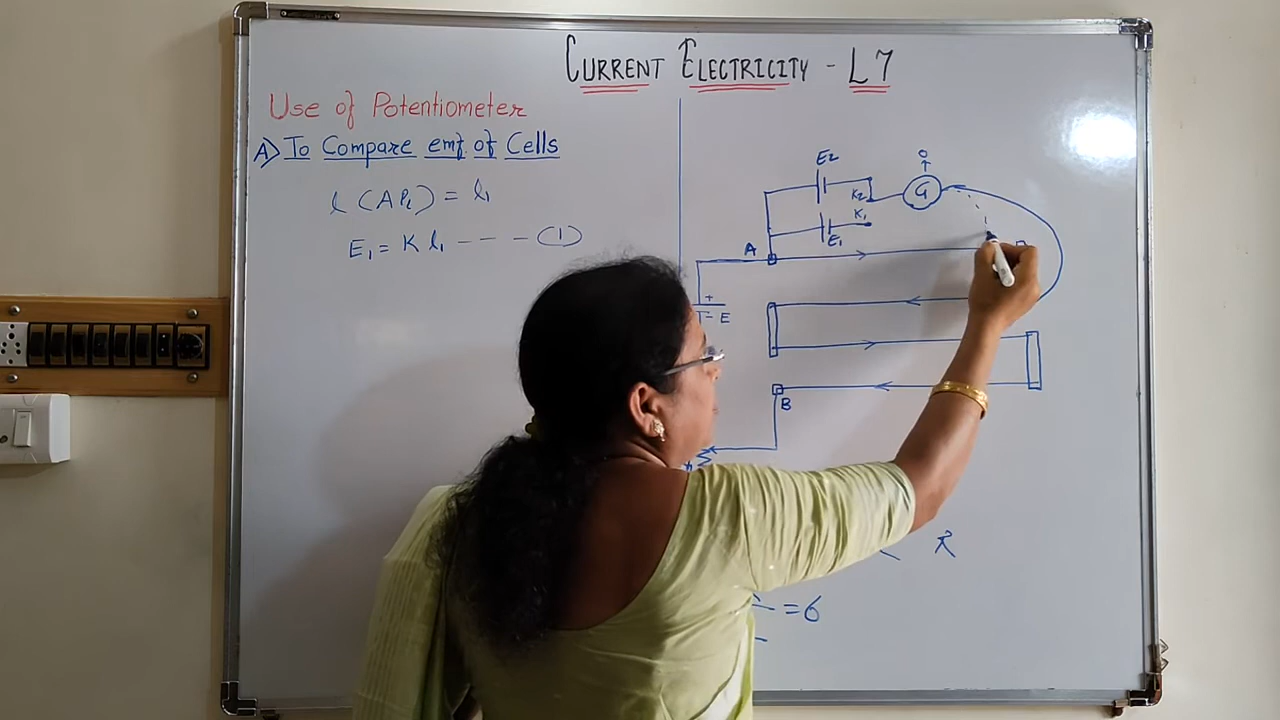 CURRENT ELECTRICITY - L7
Use of Potentiometer
A) To Compare emf of Cells
l (AP₁) = l₁
E₁ = K l₁ - - - - (1)
E2
0
K2
G
K1
E1
A
+
- E
B
R
= 6